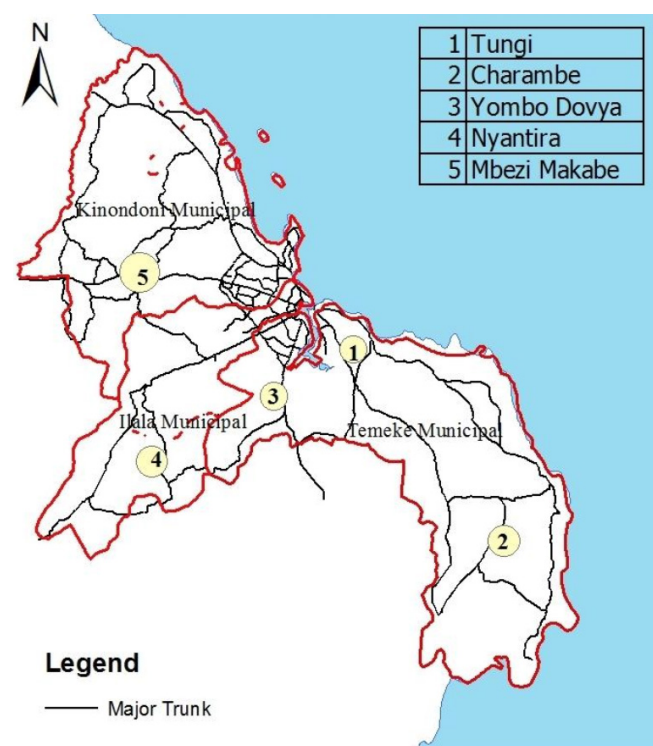 N
1 Tungi
2 Charambe
3 Yombo Dovya
4 Nyantira
5 Mbezi Makabe
Kinondoni Municipal
5
1
3
Ilala Municipal
Temeke Municipal
4
2
Legend
Major Trunk